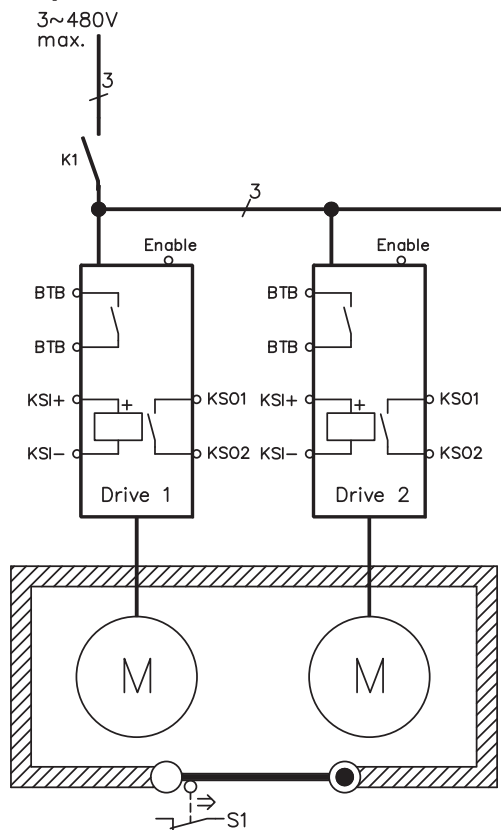 3~480V
max.
3
K1
3
Enable Enable
BTB BTB
BTB BTB
KSI+ + KSO1 KSI+ + KSO1
KSI– KSO2 KSI– KSO2
Drive 1 Drive 2
M M
S1